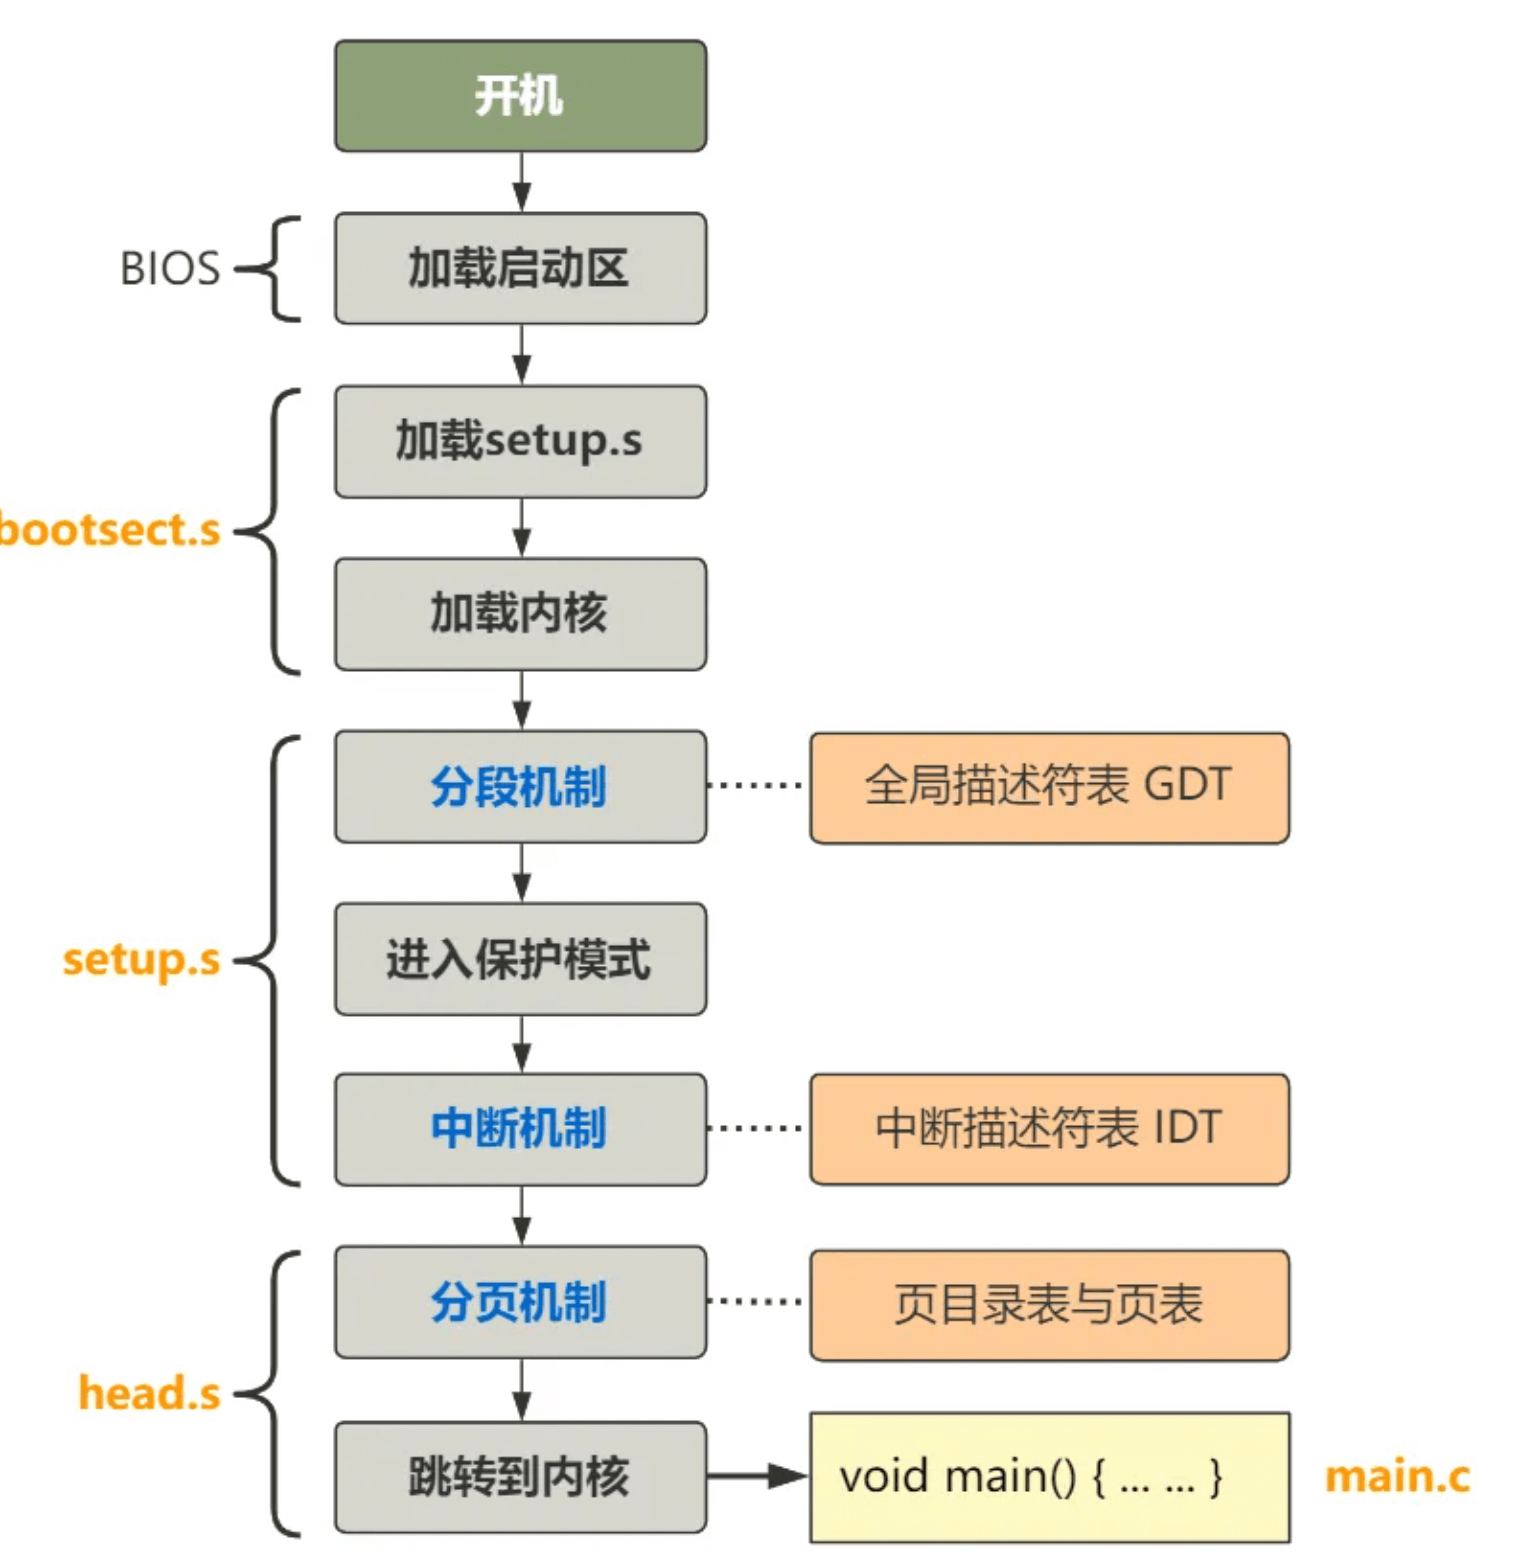 开机
BIOS
加载启动区
加载setup.s
bootsect.s
加载内核
分段机制
全局描述符表 GDT
setup.s
进入保护模式
中断机制
中断描述符表 IDT
分页机制
页目录表与页表
head.s
跳转到内核
void main() { ... ... }
main.c